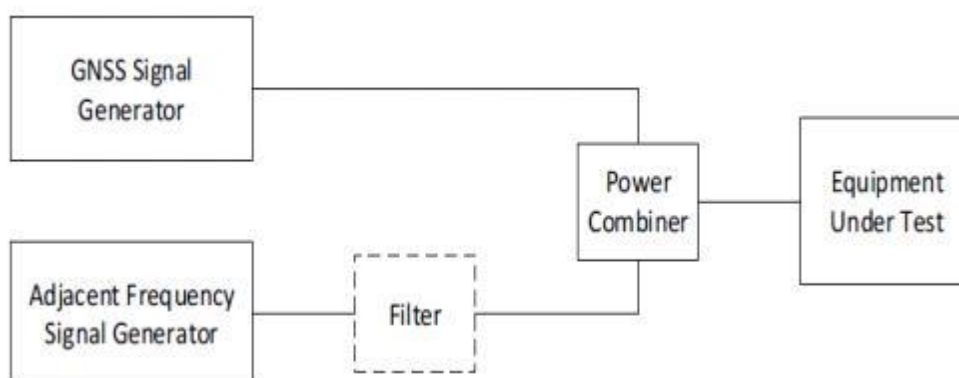 GNSS Signal
Generator
Power
Combiner
Equipment
Under Test
Adjacent Frequency
Signal Generator
Filter